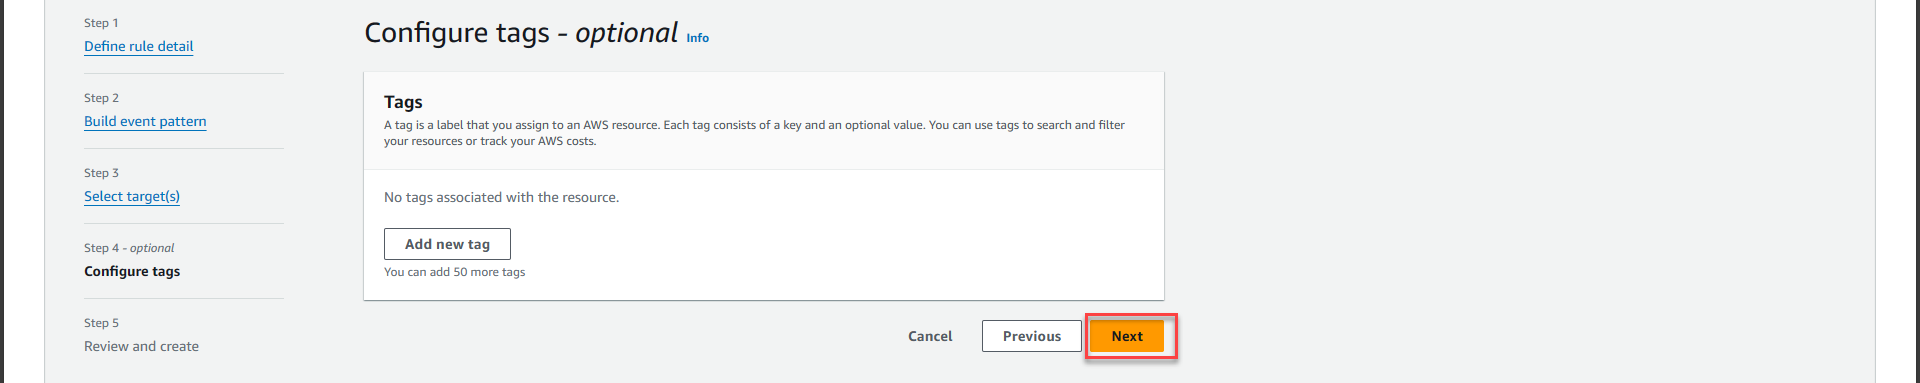 Step 1
Define rule detail
Step 2
Build event pattern
Step 3
Select target(s)
Step 4 - optional
Configure tags
Step 5
Review and create
Configure tags - optional Info
Tags
A tag is a label that you assign to an AWS resource. Each tag consists of a key and an optional value. You can use tags to search and filter
your resources or track your AWS costs.
No tags associated with the resource.
Add new tag
You can add 50 more tags
Cancel Previous Next